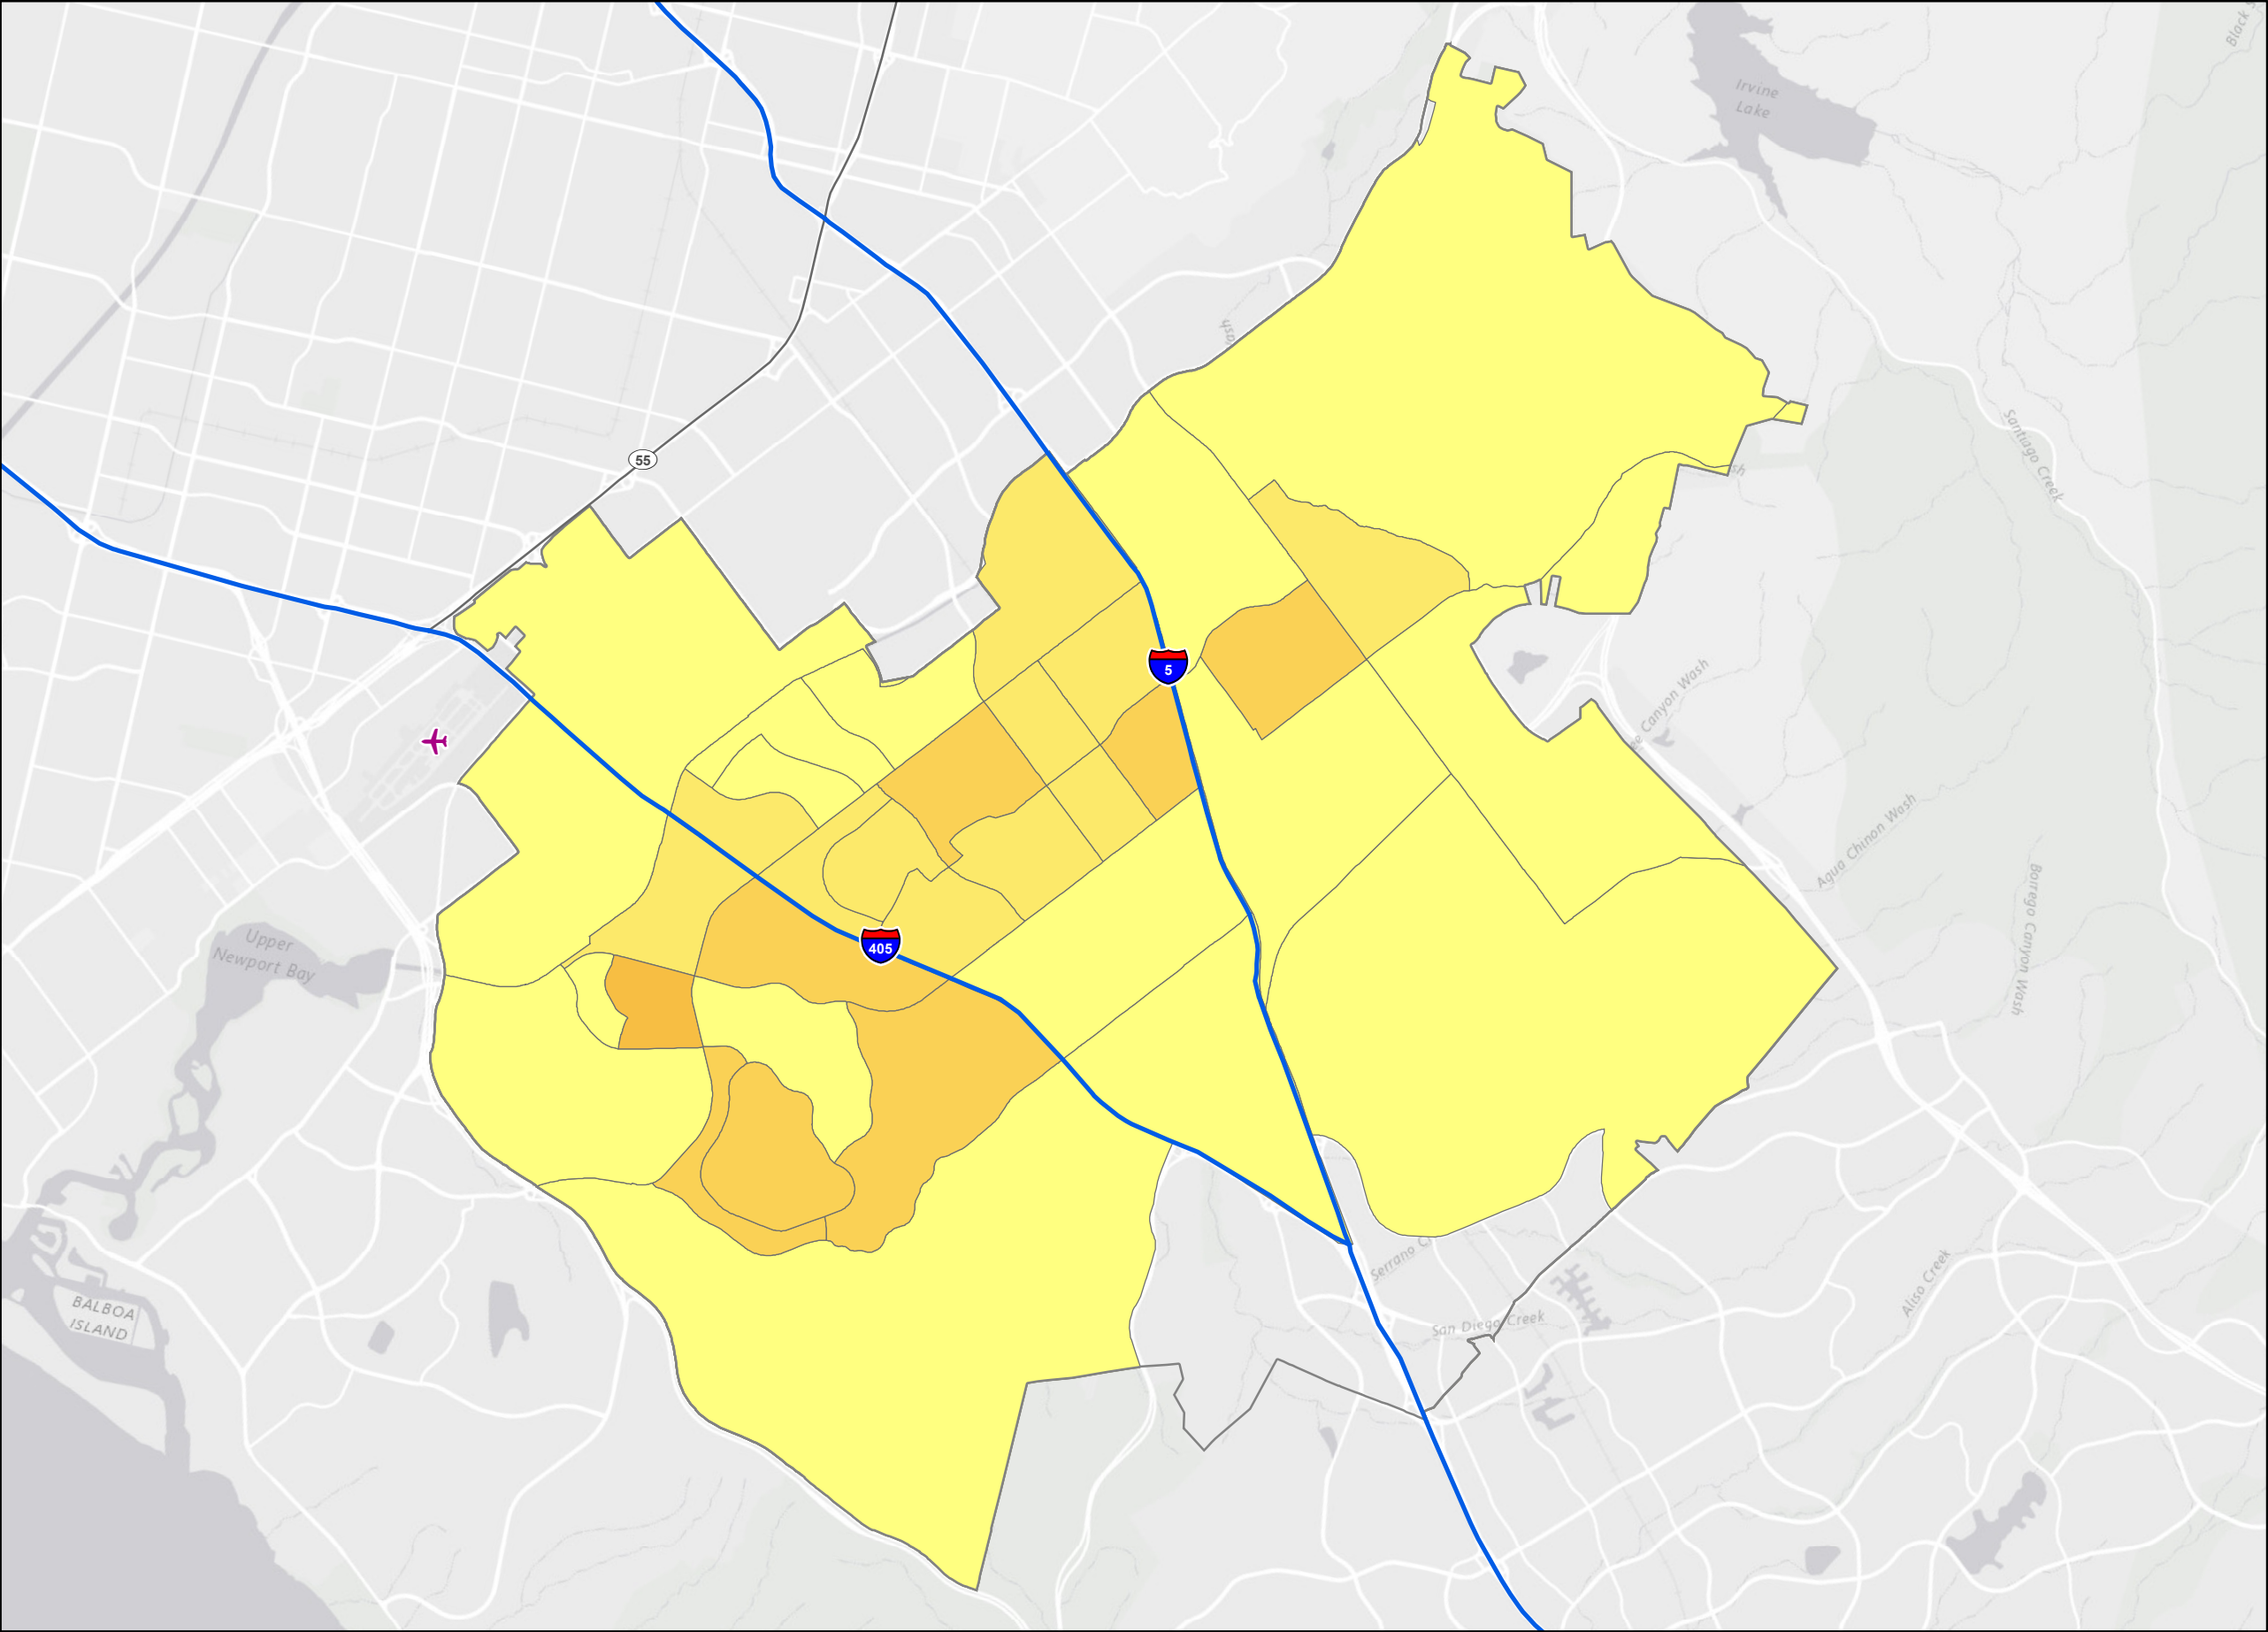 Irvine
Lake
Santiago Creek
55
5
Canyon Wash
Agua Chinon Wash
Borrego Canyon Wash
Upper
Newport Bay
405
Serrano
San Diego Creek
Aliso Creek
BALBOA
ISLAND